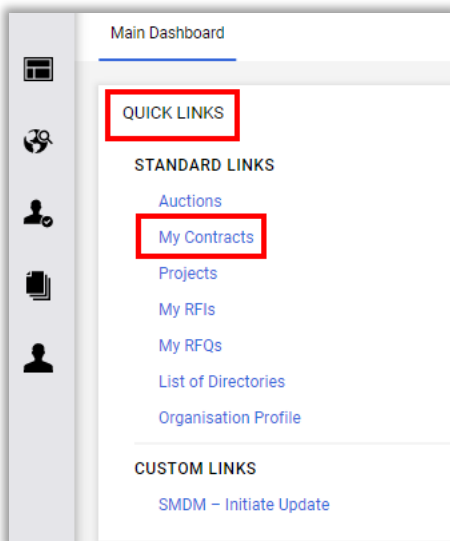 Main Dashboard
QUICK LINKS
STANDARD LINKS
Auctions
My Contracts
Projects
My RFIs
My RFQs
List of Directories
Organisation Profile
CUSTOM LINKS
SMDM – Initiate Update